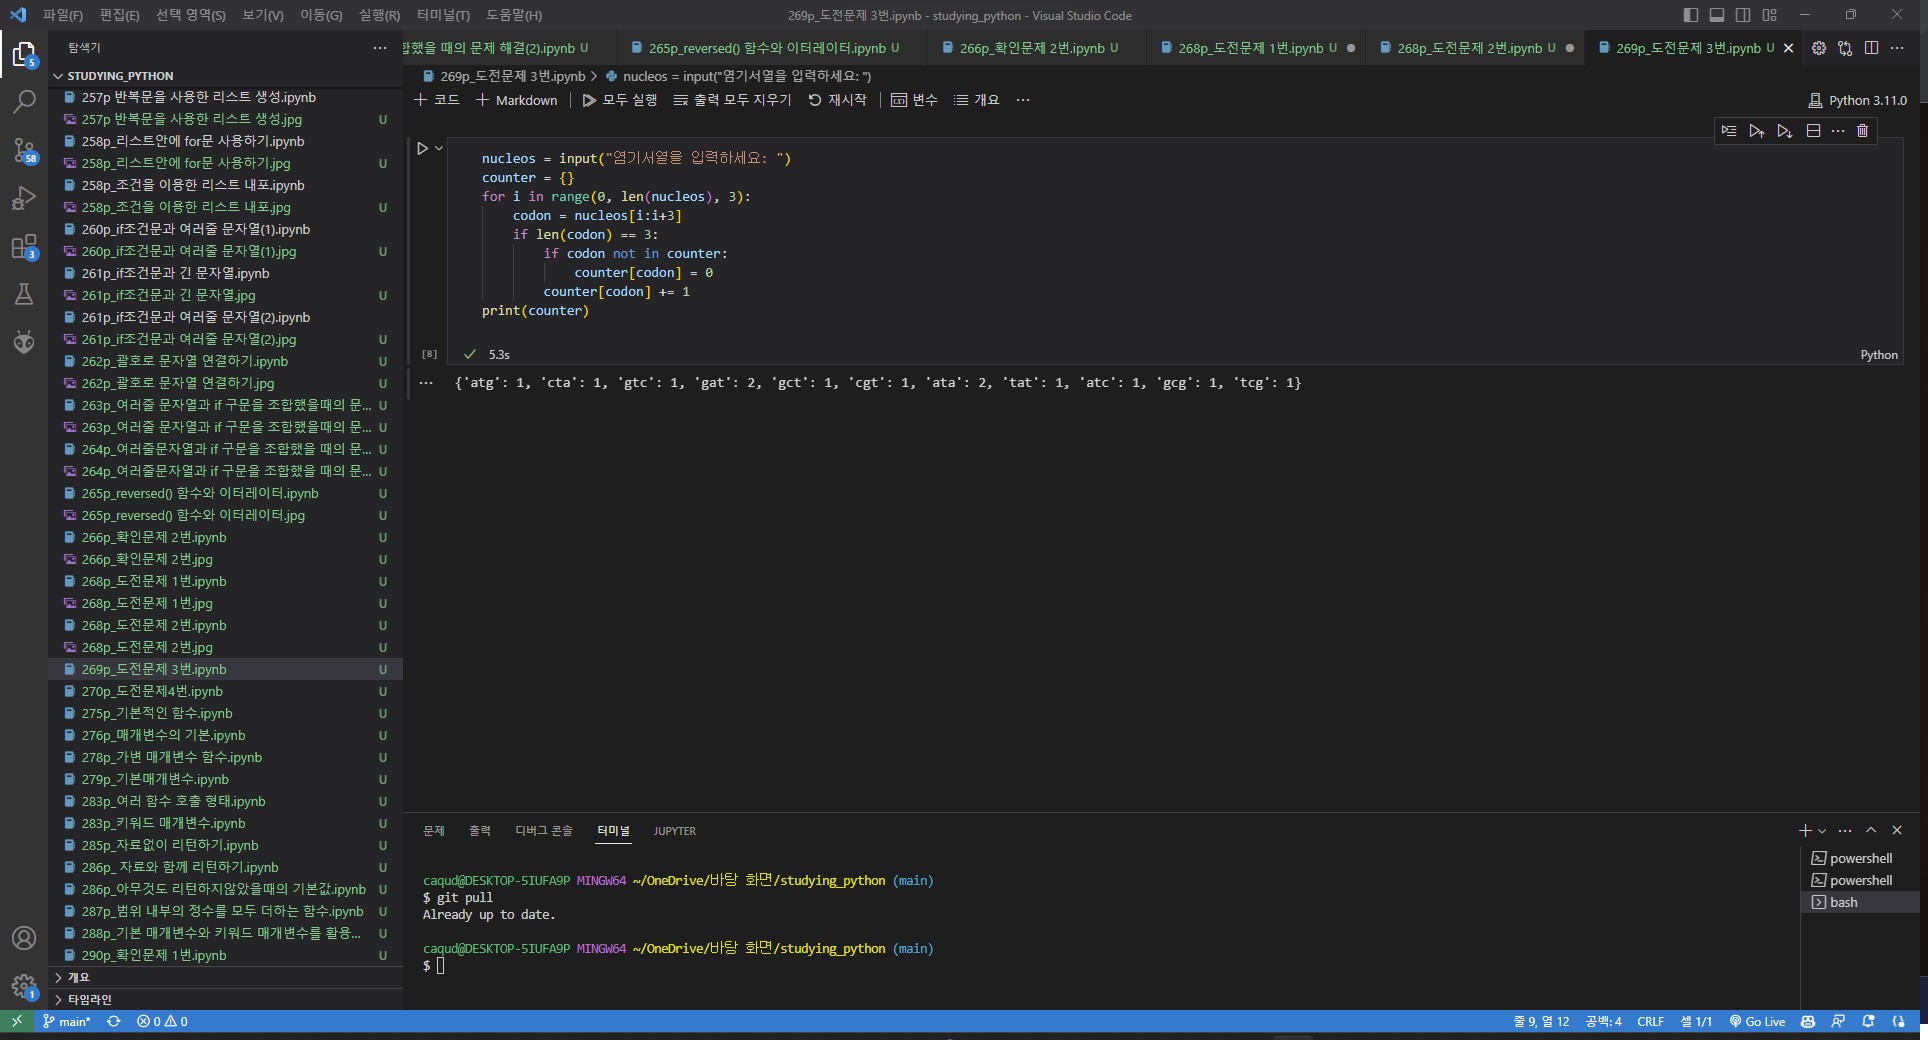 파일(F) 편집(E) 선택 영역(S) 보기(V) 이동(G) 실행(R) 터미널(T) 도움말(H)
269p_도전문제 3번.ipynb - studying_python - Visual Studio Code
탐색기
합했을 때의 문제 해결(2).ipynb U
265p_reversed() 함수와 이터레이터.ipynb U
266p_확인문제 2번.ipynb U
268p_도전문제 1번.ipynb U
268p_도전문제 2번.ipynb U
269p_도전문제 3번.ipynb U
STUDYING_PYTHON
257p 반복문을 사용한 리스트 생성.ipynb
257p 반복문을 사용한 리스트 생성.jpg U
258p_리스트안에 for문 사용하기.ipynb
258p_리스트안에 for문 사용하기.jpg U
258p_조건을 이용한 리스트 내포.ipynb
258p_조건을 이용한 리스트 내포.jpg U
260p_if조건문과 여러줄 문자열(1).ipynb
260p_if조건문과 여러줄 문자열(1).jpg U
261p_if조건문과 긴 문자열.ipynb
261p_if조건문과 긴 문자열.jpg U
261p_if조건문과 여러줄 문자열(2).ipynb
261p_if조건문과 여러줄 문자열(2).jpg U
262p_괄호로 문자열 연결하기.ipynb U
262p_괄호로 문자열 연결하기.jpg U
263p_여러줄 문자열과 if 구문을 조합했을때의 문... U
263p_여러줄 문자열과 if 구문을 조합했을때의 문... U
264p_여러줄문자열과 if 구문을 조합했을 때의 문... U
264p_여러줄문자열과 if 구문을 조합했을 때의 문... U
265p_reversed() 함수와 이터레이터.ipynb U
265p_reversed() 함수와 이터레이터.jpg U
266p_확인문제 2번.ipynb U
266p_확인문제 2번.jpg U
268p_도전문제 1번.ipynb U
268p_도전문제 1번.jpg U
268p_도전문제 2번.ipynb U
268p_도전문제 2번.jpg U
269p_도전문제 3번.ipynb U
270p_도전문제4번.ipynb U
275p_기본적인 함수.ipynb U
276p_매개변수의 기본.ipynb U
278p_가변 매개변수 함수.ipynb U
279p_기본매개변수.ipynb U
283p_여러 함수 호출 형태.ipynb U
283p_키워드 매개변수.ipynb U
285p_자료없이 리턴하기.ipynb U
286p_ 자료와 함께 리턴하기.ipynb U
286p_아무것도 리턴하지않았을때의 기본값.ipynb U
287p_범위 내부의 정수를 모두 더하는 함수.ipynb U
288p_기본 매개변수와 키워드 매개변수를 활용... U
290p_확인문제 1번.ipynb U
개요
타임라인
5
58
3
1
269p_도전문제 3번.ipynb > nucleos = input("염기서열을 입력하세요: ")
코드 Markdown 모두 실행 출력 모두 지우기 재시작 변수 개요 ...
Python 3.11.0
nucleos = input("염기서열을 입력하세요: ")
counter = {}
for i in range(0, len(nucleos), 3):
codon = nucleos[i:i+3]
if len(codon) == 3:
if codon not in counter:
counter[codon] = 0
counter[codon] += 1
print(counter)
[8] 5.3s
Python
{'atg': 1, 'cta': 1, 'gtc': 1, 'gat': 2, 'gct': 1, 'cgt': 1, 'ata': 2, 'tat': 1, 'atc': 1, 'gcg': 1, 'tcg': 1}
문제 출력 디버그 콘솔 터미널 JUPYTER
caqud@DESKTOP-5IUFA9P MINGW64 ~/OneDrive/바탕 화면/studying_python (main)
$ git pull
Already up to date.
caqud@DESKTOP-5IUFA9P MINGW64 ~/OneDrive/바탕 화면/studying_python (main)
$
powershell
powershell
bash
main* 0 0
줄 9, 열 12 공백: 4 CRLF 셀 1/1 Go Live